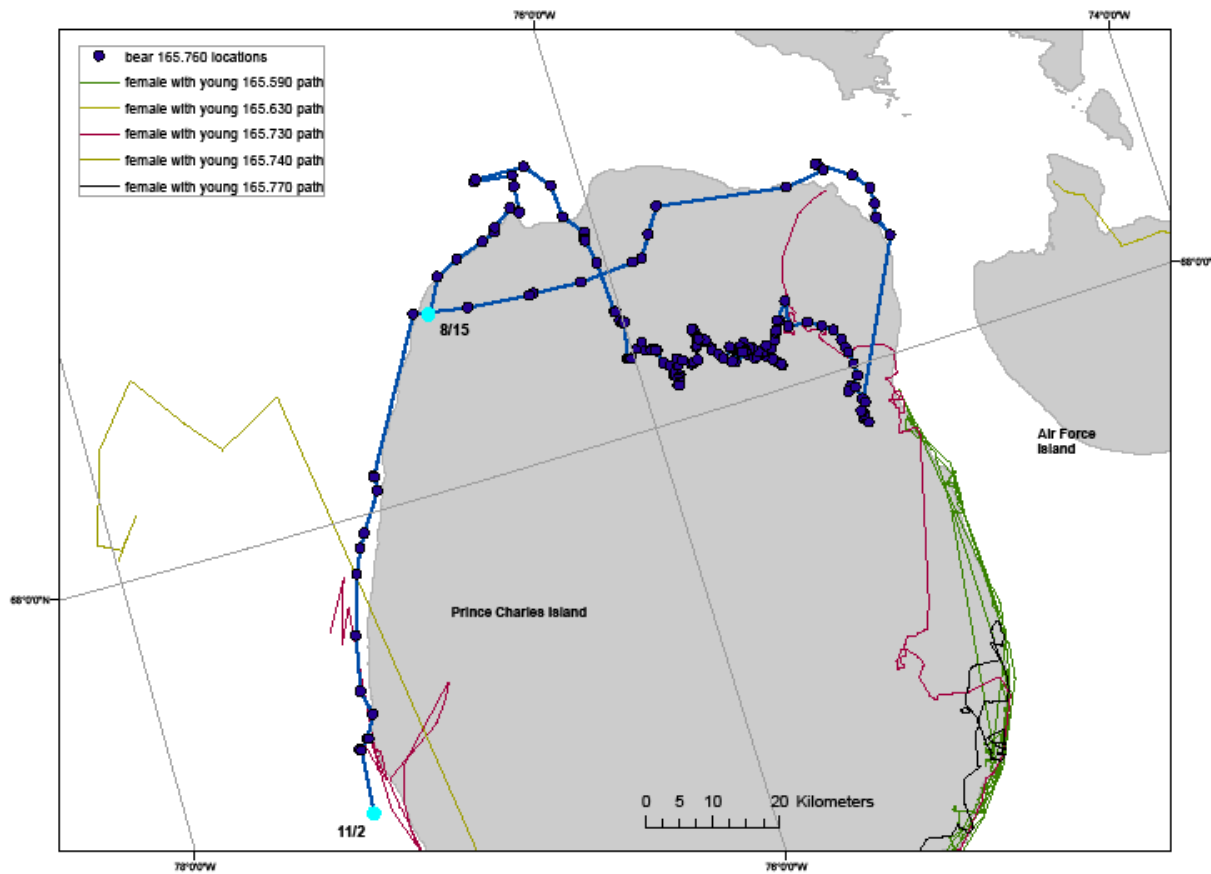 76°0'0"W
74°0'0"W
bear 165.760 locations
female with young 165.590 path
female with young 165.630 path
female with young 165.730 path
female with young 165.740 path
female with young 165.770 path
68°0'0"
8/15
Air Force
Island
68°0'0"N
Prince Charles Island
0 5 10 20 Kilometers
11/2
78°0'0"W
76°0'0"W